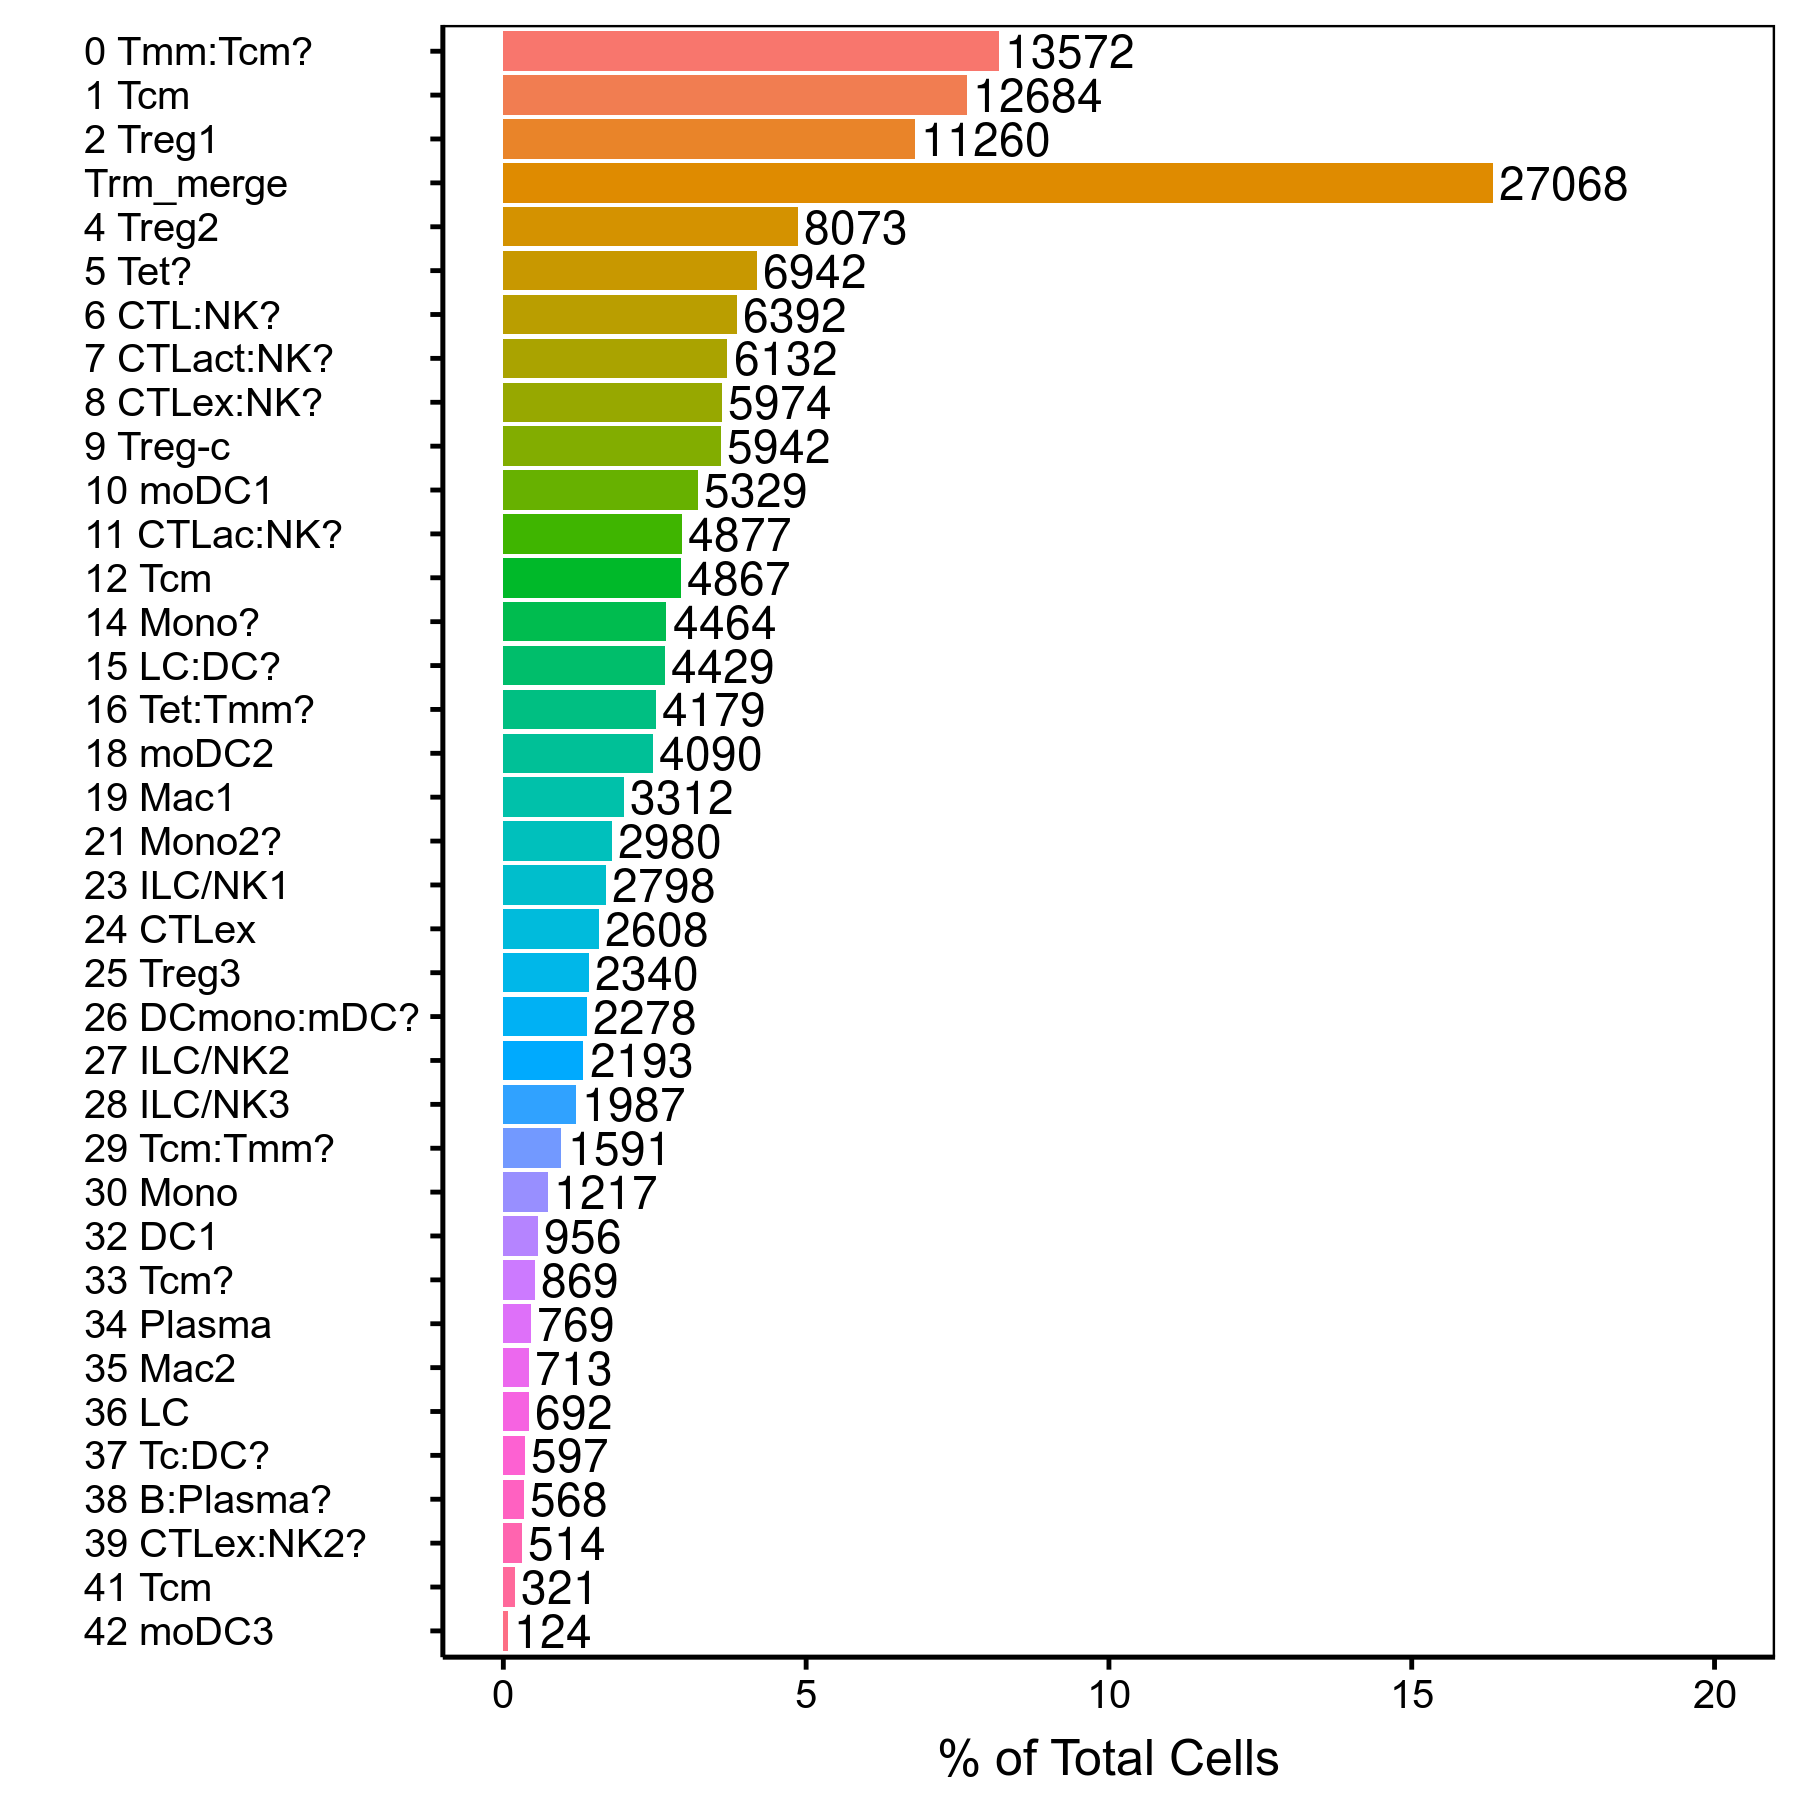 0 Tmm:Tcm? 13572
1 Tcm 12684
2 Treg1 11260
Trm_merge 27068
4 Treg2 8073
5 Tet? 6942
6 CTL:NK? 6392
7 CTLact:NK? 6132
8 CTLex:NK? 5974
9 Treg-c 5942
10 moDC1 5329
11 CTLac:NK? 4877
12 Tcm 4867
14 Mono? 4464
15 LC:DC? 4429
16 Tet:Tmm? 4179
18 moDC2 4090
19 Mac1 3312
21 Mono2? 2980
23 ILC/NK1 2798
24 CTLex 2608
25 Treg3 2340
26 DCmono:mDC? 2278
27 ILC/NK2 2193
28 ILC/NK3 1987
29 Tcm:Tmm? 1591
30 Mono 1217
32 DC1 956
33 Tcm? 869
34 Plasma 769
35 Mac2 713
36 LC 692
37 Tc:DC? 597
38 B:Plasma? 568
39 CTLex:NK2? 514
41 Tcm 321
42 moDC3 124
0 5 10 15 20
% of Total Cells